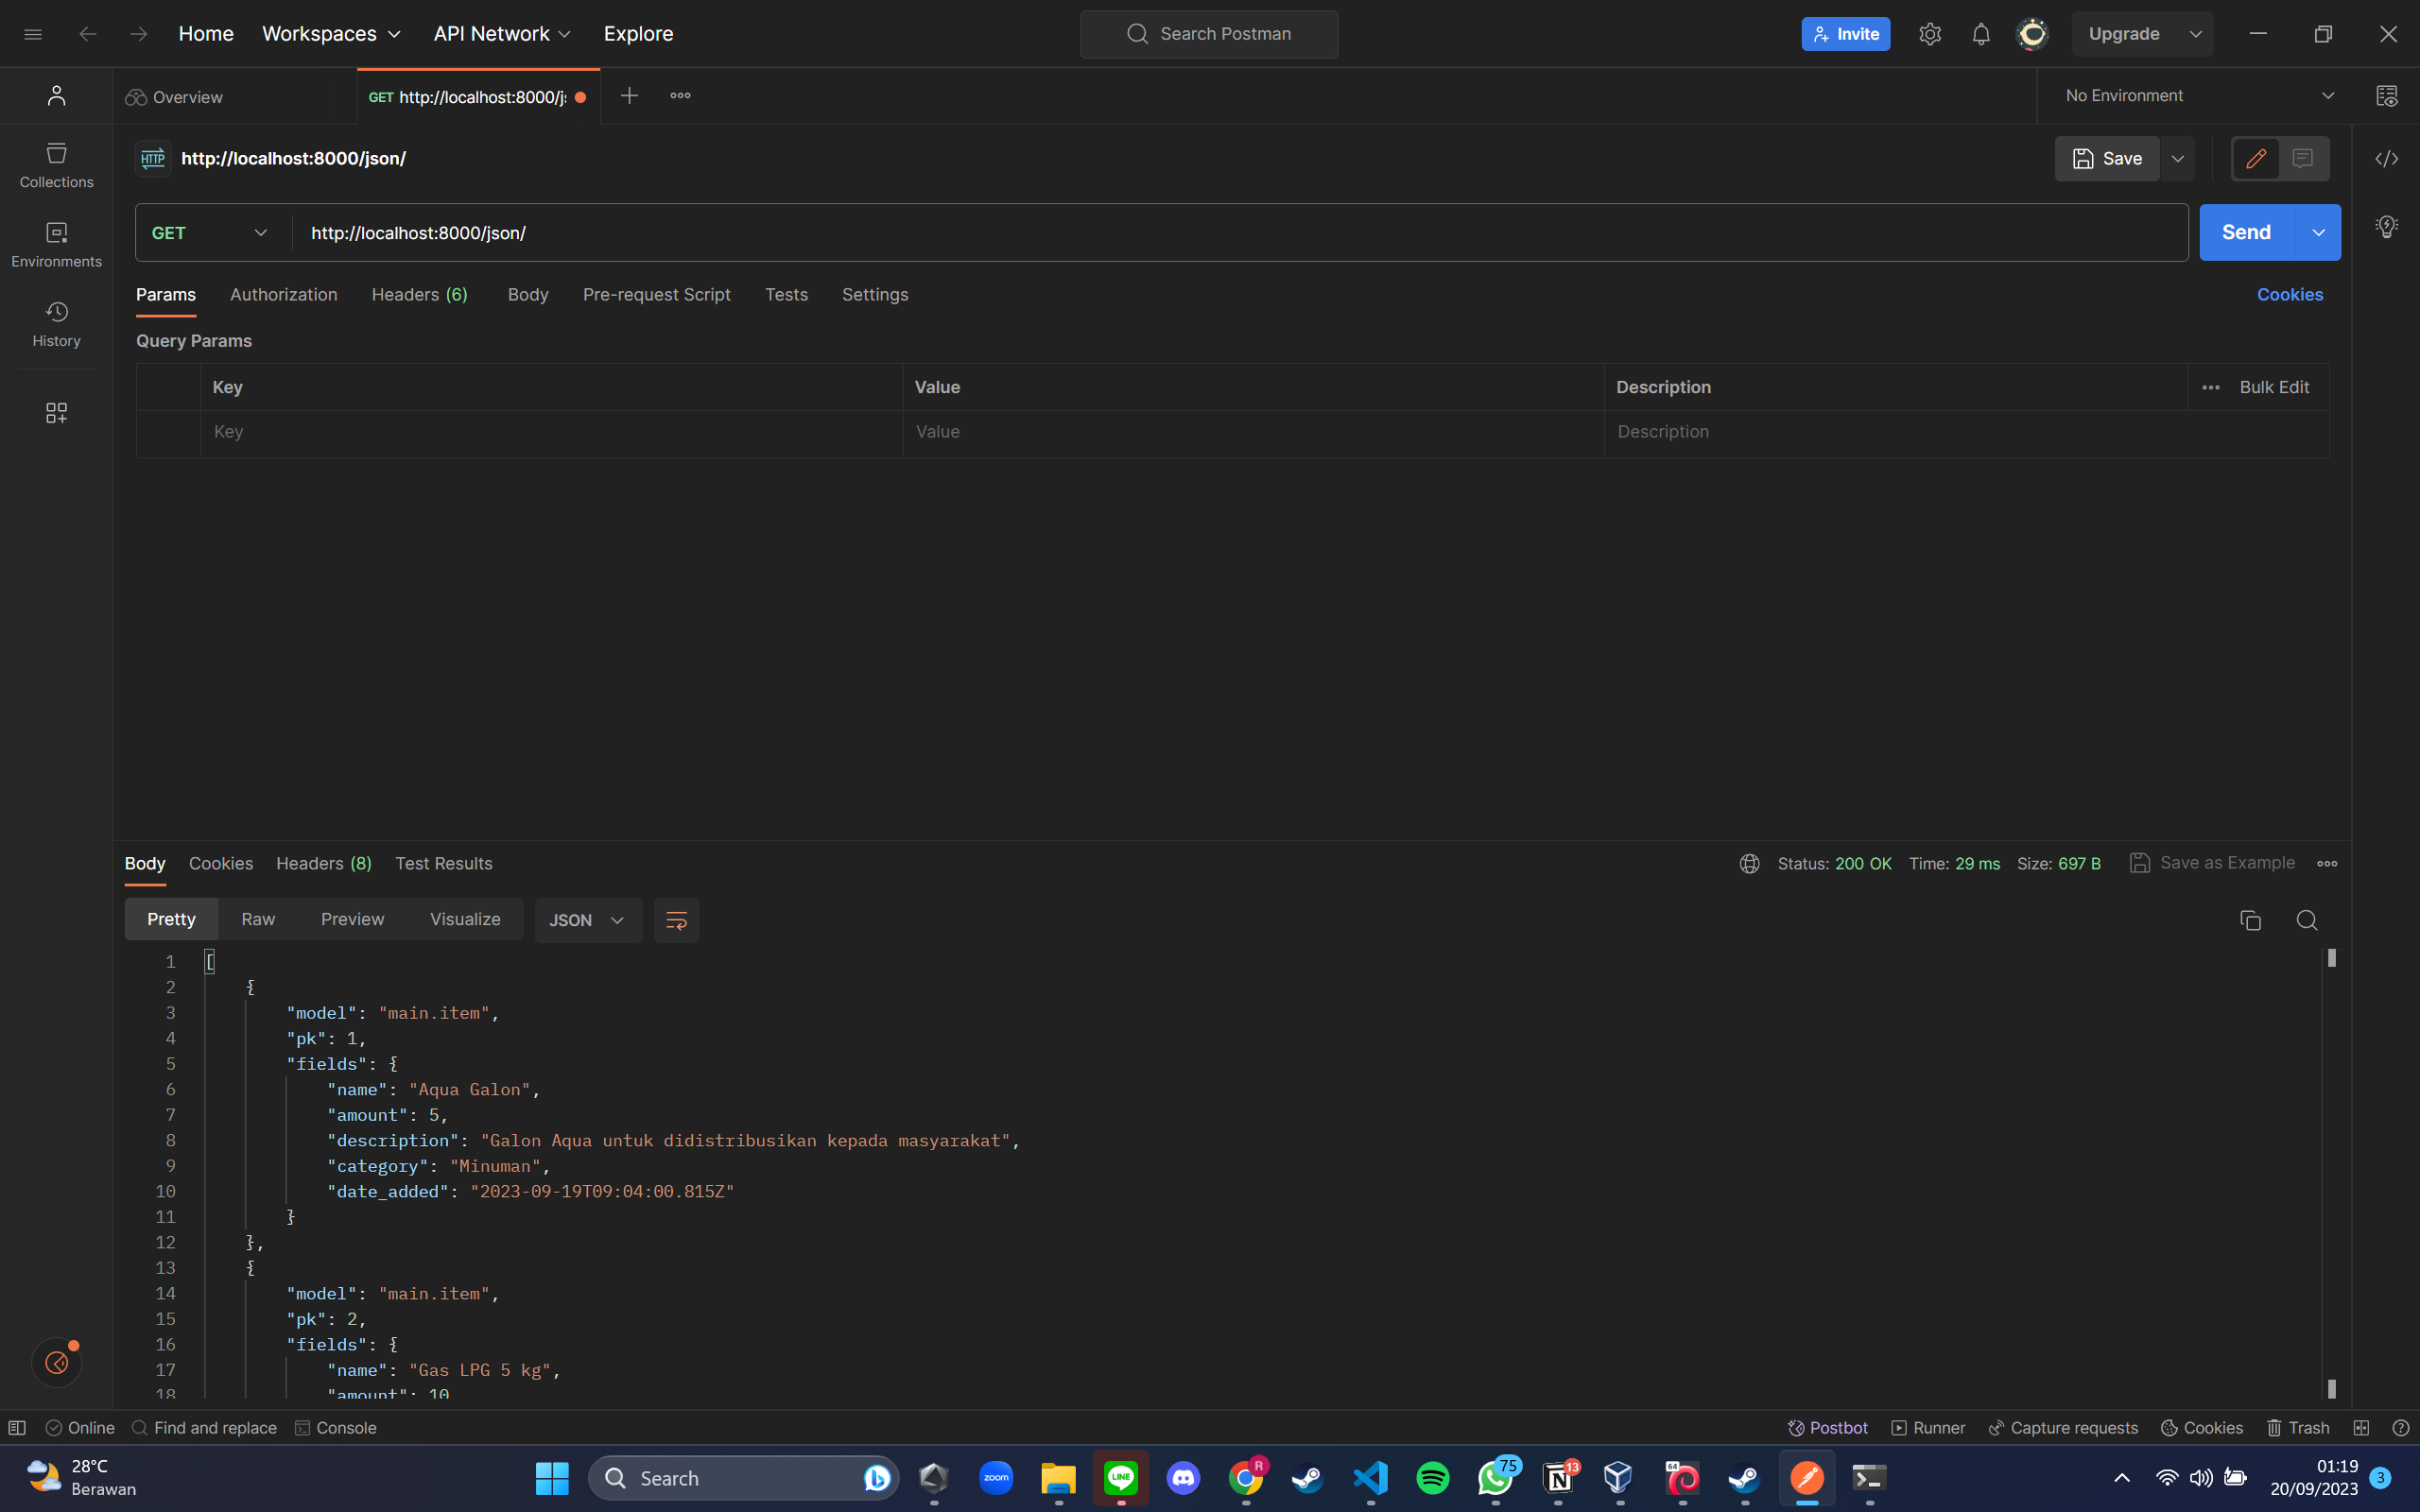 Home Workspaces API Network Explore Search Postman Invite Upgrade
Overview GET http://localhost:8000/js No Environment
HTTP http://localhost:8000/json/ Save
GET http://localhost:8000/json/ Send
Params Authorization Headers (6) Body Pre-request Script Tests Settings Cookies
Query Params
Key Value Description Bulk Edit
Key Value Description
Collections
Environments
History
Body Cookies Headers (8) Test Results Status: 200 OK Time: 29 ms Size: 697 B Save as Example
Pretty Raw Preview Visualize JSON
1 [
2 {
3 "model": "main.item",
4 "pk": 1,
5 "fields": {
6 "name": "Aqua Galon",
7 "amount": 5,
8 "description": "Galon Aqua untuk didistribusikan kepada masyarakat",
9 "category": "Minuman",
10 "date_added": "2023-09-19T09:04:00.815Z"
11 }
12 },
13 {
14 "model": "main.item",
15 "pk": 2,
16 "fields": {
17 "name": "Gas LPG 5 kg",
18 "amount": 10
Online Find and replace Console Postbot Runner Capture requests Cookies Trash
28°C
Berawan
Search
zoom
LINE
R
75
13
64
01:19
20/09/2023
3